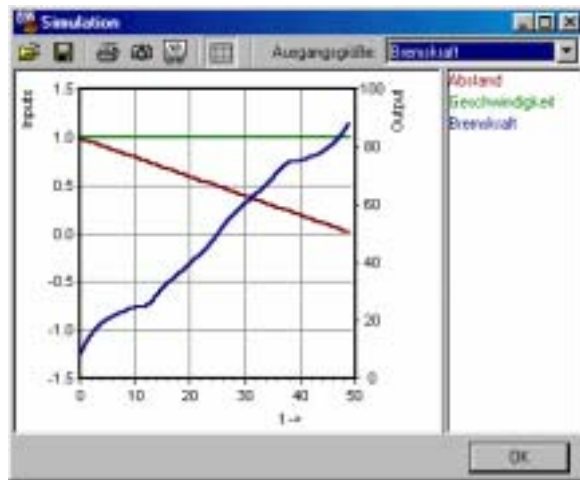 Simulation
Ausgangsgröße: Bremskraft
Inputs
Output
1.5
1.0
0.5
0.0
-0.5
-1.0
-1.5
100
80
60
40
20
0
0 10 20 30 40 50
Abstand
Geschwindigkeit
Bremskraft
OK